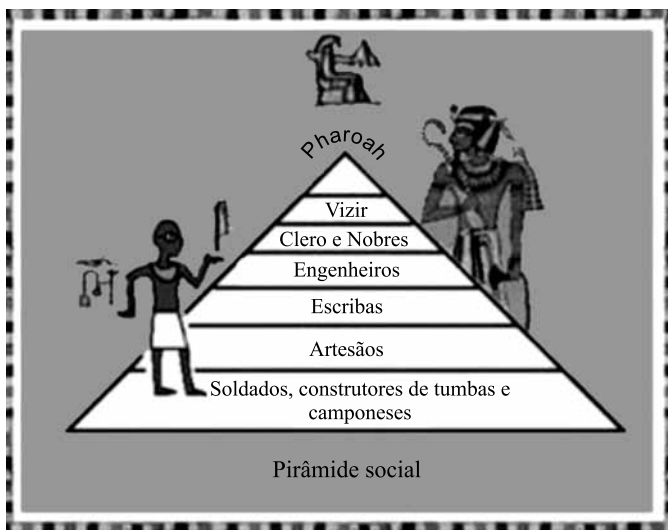 Pharoah
Vizir
Clero e Nobres
Engenheiros
Escribas
Artesãos
Soldados, construtores de tumbas e
camponeses
Pirâmide social